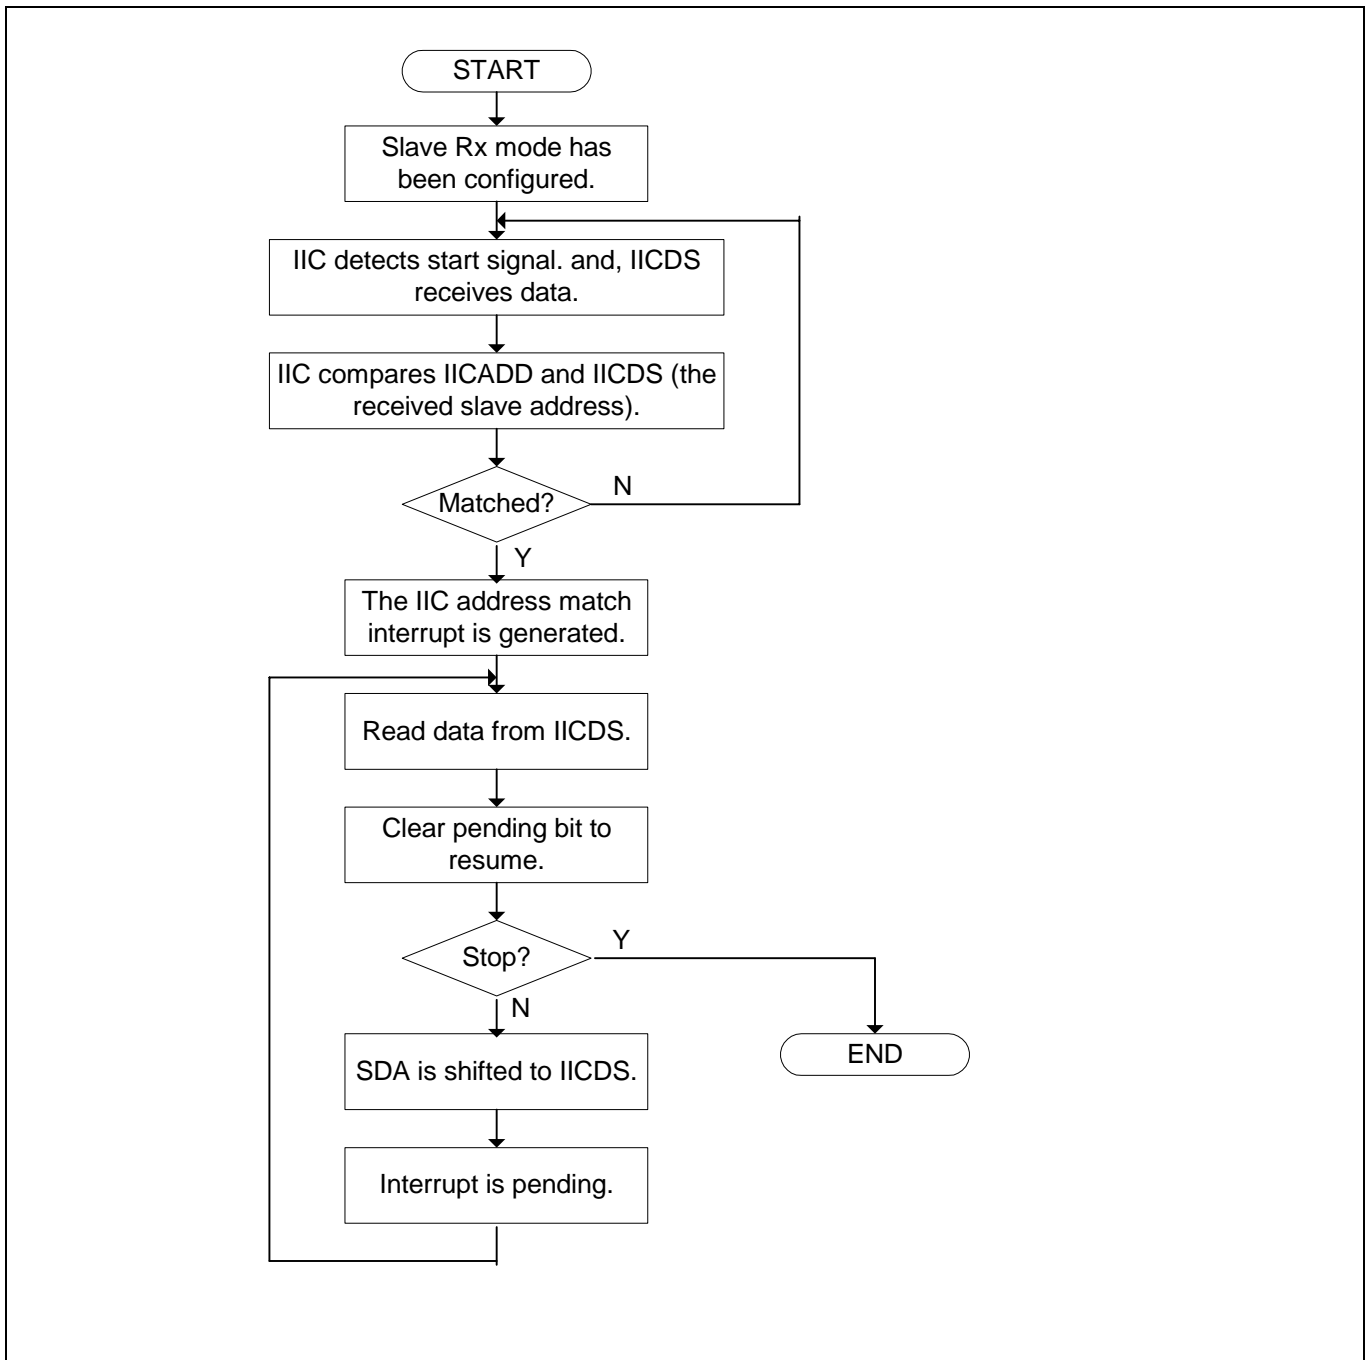 START
Slave Rx mode has
been configured.
IIC detects start signal. and, IICDS
receives data.
IIC compares IICADD and IICDS (the
received slave address).
Matched?
N
Y
The IIC address match
interrupt is generated.
Read data from IICDS.
Clear pending bit to
resume.
Stop?
Y
N
SDA is shifted to IICDS.
END
Interrupt is pending.